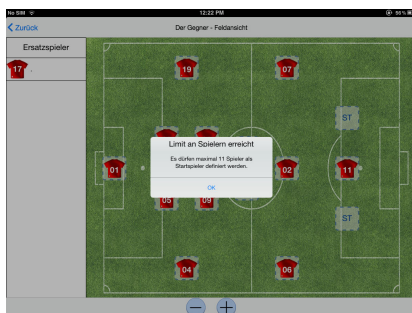 No SIM 12:22 PM 56%
Zurück Der Gegner - Feldansicht
Ersatzspieler
17
19 07
ST
Limit an Spielern erreicht
Es dürfen maximal 11 Spieler als
Startspieler definiert werden.
OK
01 02 11
05 09
ST
04 06